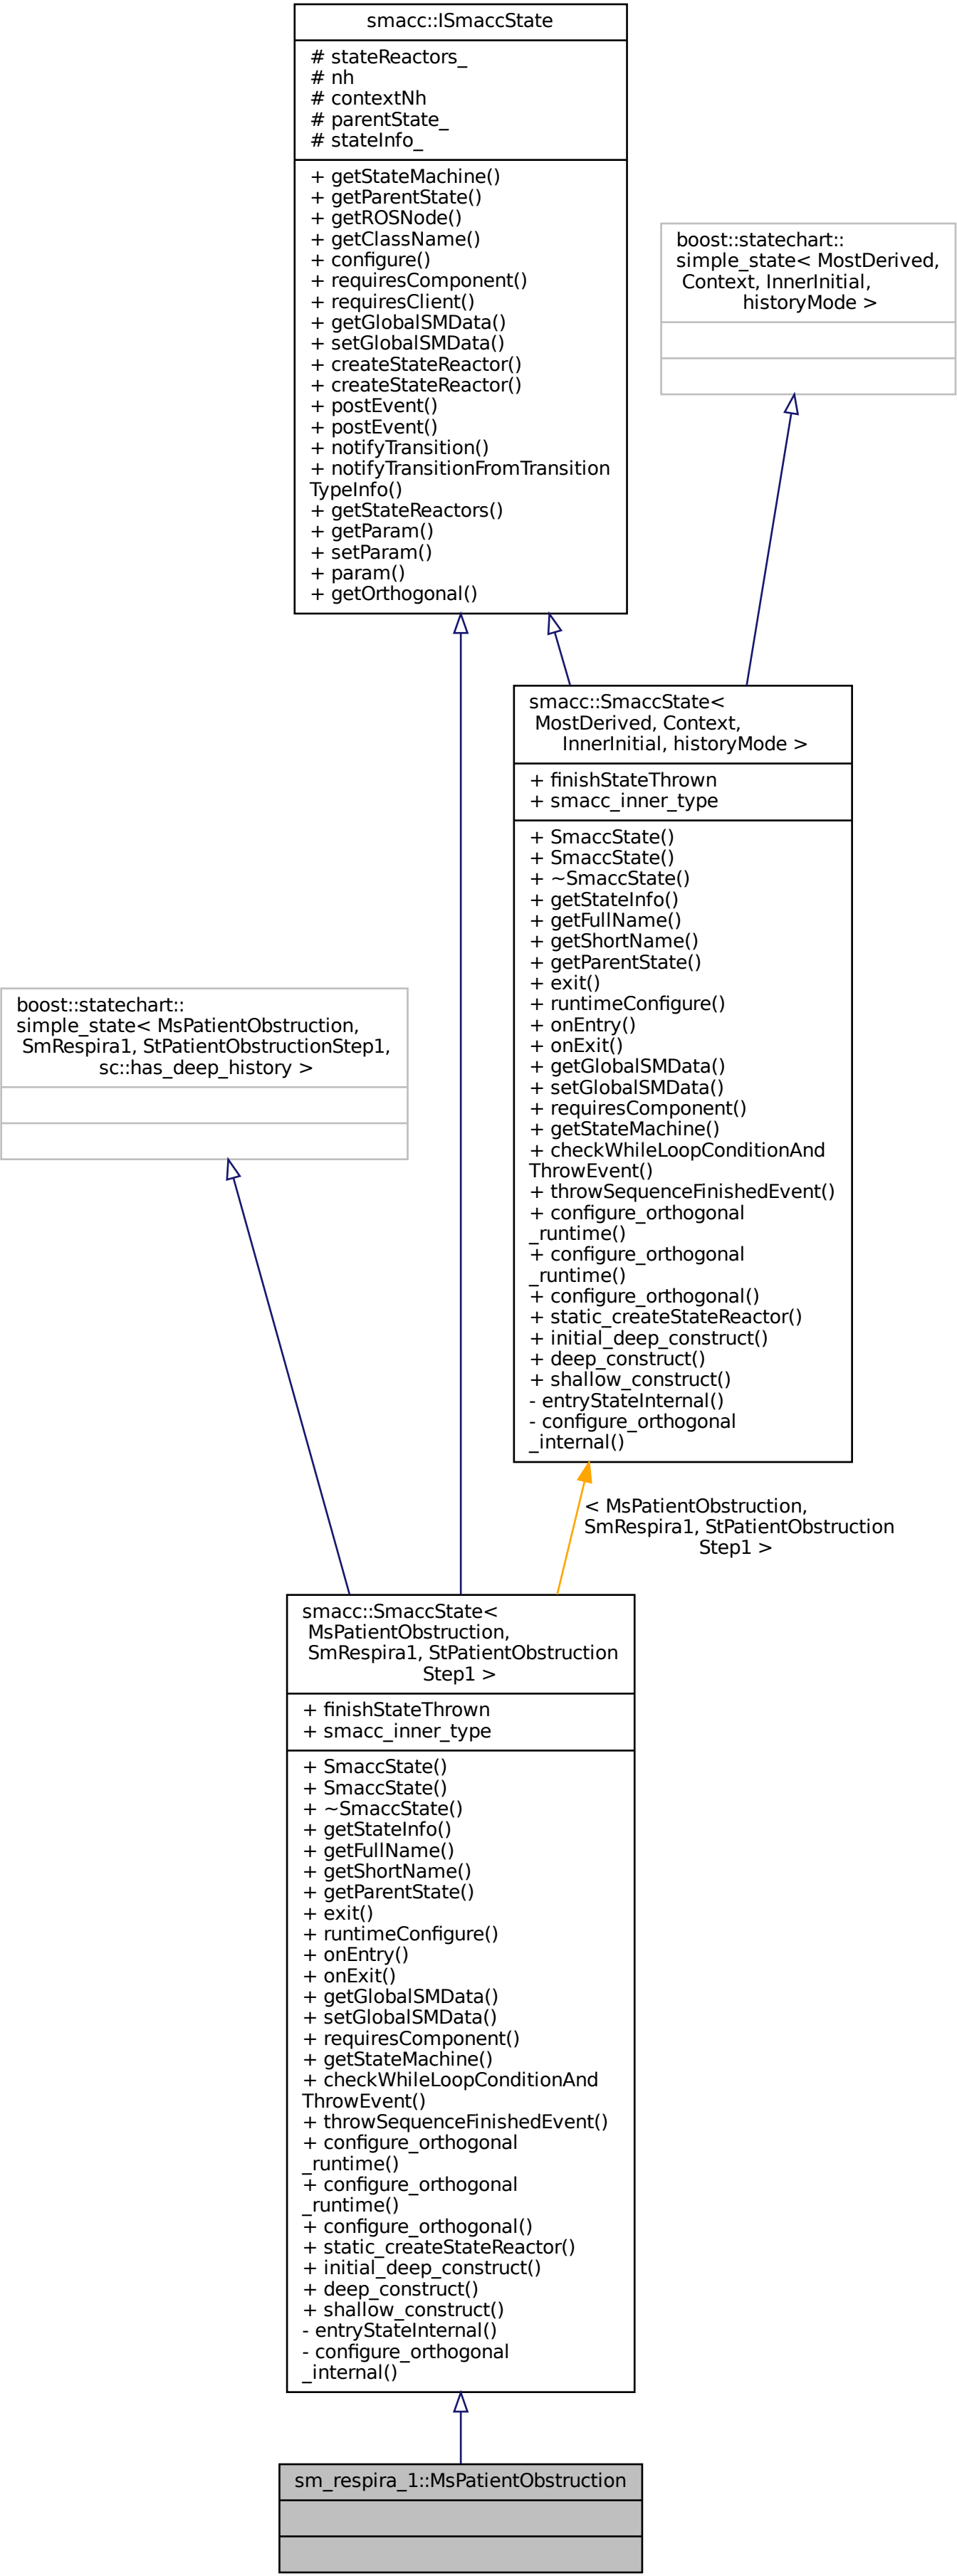 smacc::ISmaccState
# stateReactors_
# nh
# contextNh
# parentState_
# stateInfo_
+ getStateMachine()
+ getParentState()
+ getROSNode()
+ getClassName()
+ configure()
+ requiresComponent()
+ requiresClient()
+ getGlobalSMData()
+ setGlobalSMData()
+ createStateReactor()
+ createStateReactor()
+ postEvent()
+ postEvent()
+ notifyTransition()
+ notifyTransitionFromTransition
TypeInfo()
+ getStateReactors()
+ getParam()
+ setParam()
+ param()
+ getOrthogonal()
boost::statechart::
simple_state< MostDerived,
Context, InnerInitial,
historyMode >
smacc::SmaccState<
MostDerived, Context,
InnerInitial, historyMode >
+ finishStateThrown
+ smacc_inner_type
+ SmaccState()
+ SmaccState()
+ ~SmaccState()
+ getStateInfo()
+ getFullName()
+ getShortName()
+ getParentState()
+ exit()
+ runtimeConfigure()
+ onEntry()
+ onExit()
+ getGlobalSMData()
+ setGlobalSMData()
+ requiresComponent()
+ getStateMachine()
+ checkWhileLoopConditionAnd
ThrowEvent()
+ throwSequenceFinishedEvent()
+ configure_orthogonal
_runtime()
+ configure_orthogonal
_runtime()
+ configure_orthogonal()
+ static_createStateReactor()
+ initial_deep_construct()
+ deep_construct()
+ shallow_construct()
- entryStateInternal()
- configure_orthogonal
_internal()
boost::statechart::
simple_state< MsPatientObstruction,
SmRespira1, StPatientObstructionStep1,
sc::has_deep_history >
< MsPatientObstruction,
SmRespira1, StPatientObstruction
Step1 >
smacc::SmaccState<
MsPatientObstruction,
SmRespira1, StPatientObstruction
Step1 >
+ finishStateThrown
+ smacc_inner_type
+ SmaccState()
+ SmaccState()
+ ~SmaccState()
+ getStateInfo()
+ getFullName()
+ getShortName()
+ getParentState()
+ exit()
+ runtimeConfigure()
+ onEntry()
+ onExit()
+ getGlobalSMData()
+ setGlobalSMData()
+ requiresComponent()
+ getStateMachine()
+ checkWhileLoopConditionAnd
ThrowEvent()
+ throwSequenceFinishedEvent()
+ configure_orthogonal
_runtime()
+ configure_orthogonal
_runtime()
+ configure_orthogonal()
+ static_createStateReactor()
+ initial_deep_construct()
+ deep_construct()
+ shallow_construct()
- entryStateInternal()
- configure_orthogonal
_internal()
sm_respira_1::MsPatientObstruction